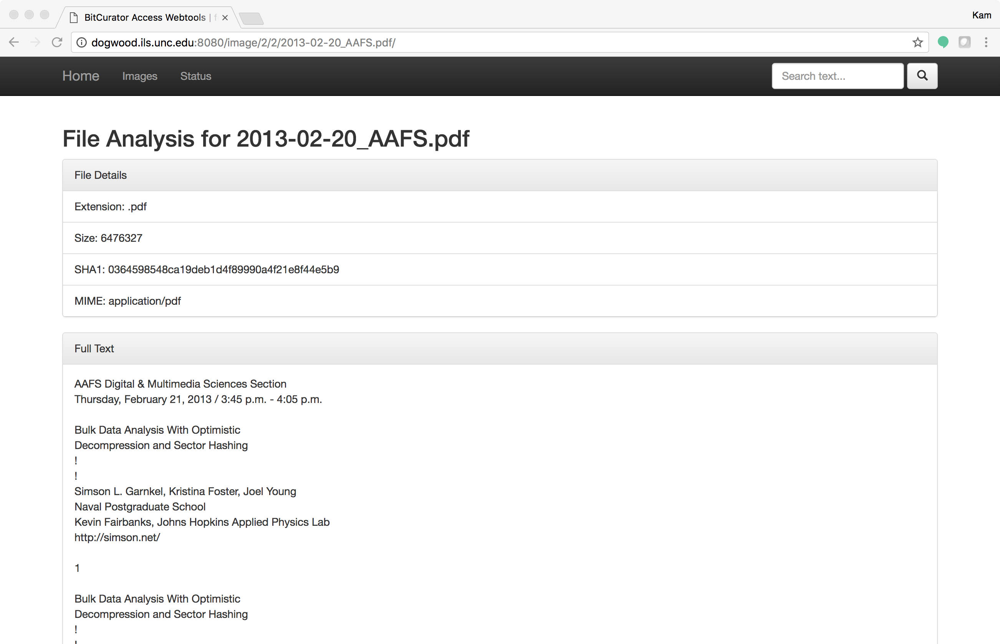 BitCurator Access Webtools | f
Kam
dogwood.ils.unc.edu:8080/image/2/2/2013-02-20_AAFS.pdf/
Home Images Status Search text...
File Analysis for 2013-02-20_AAFS.pdf
File Details
Extension: .pdf
Size: 6476327
SHA1: 0364598548ca19deb1d4f89990a4f21e8f44e5b9
MIME: application/pdf
Full Text
AAFS Digital & Multimedia Sciences Section
Thursday, February 21, 2013 / 3:45 p.m. - 4:05 p.m.
Bulk Data Analysis With Optimistic
Decompression and Sector Hashing
!
!
Simson L. Garnkel, Kristina Foster, Joel Young
Naval Postgraduate School
Kevin Fairbanks, Johns Hopkins Applied Physics Lab
http://simson.net/
1
Bulk Data Analysis With Optimistic
Decompression and Sector Hashing
!
!